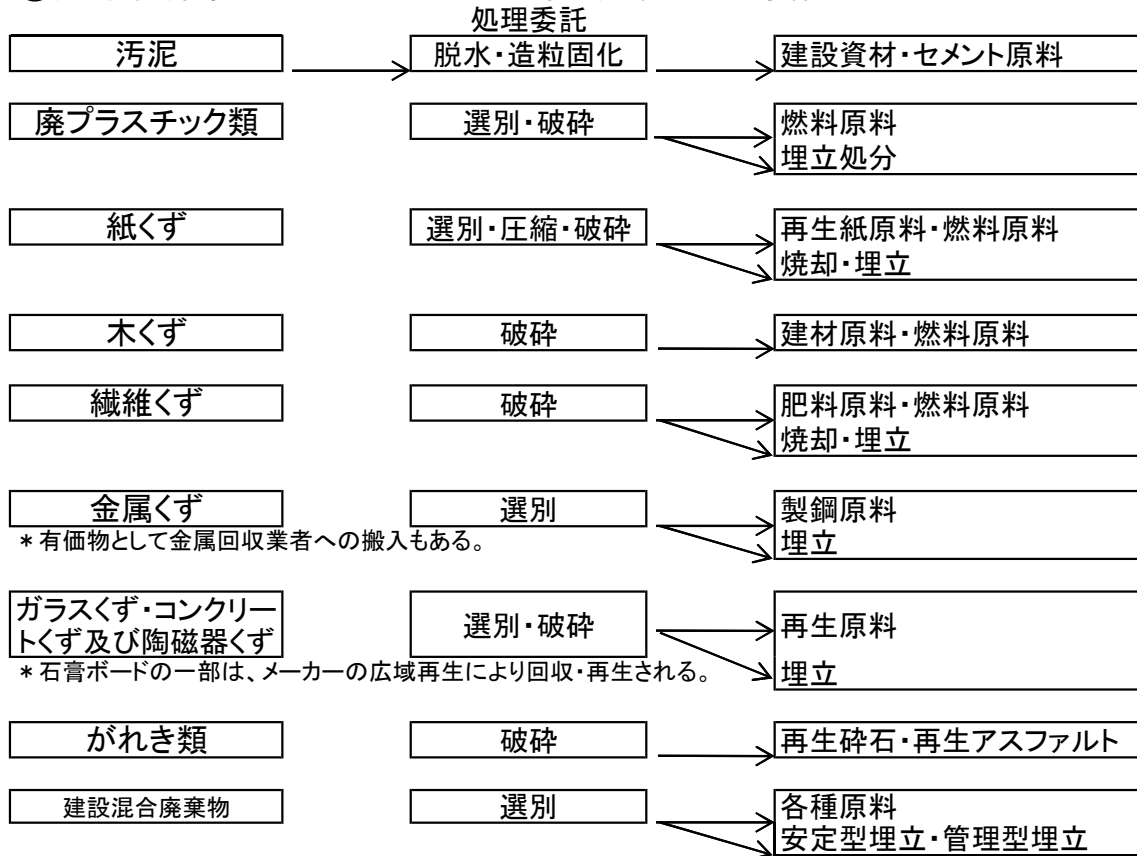 処理委託
汚泥 脱水・造粒固化 建設資材・セメント原料
廃プラスチック類 選別・破砕 燃料原料
埋立処分
紙くず 選別・圧縮・破砕 再生紙原料・燃料原料
焼却・埋立
木くず 破砕 建材原料・燃料原料
繊維くず 破砕 肥料原料・燃料原料
焼却・埋立
金属くず 選別 製鋼原料
埋立
＊有価物として金属回収業者への搬入もある。
ガラスくず・コンクリー
トくず及び陶磁器くず 選別・破砕 再生原料
埋立
＊石膏ボードの一部は、メーカーの広域再生により回収・再生される。
がれき類 破砕 再生砕石・再生アスファルト
建設混合廃棄物 選別 各種原料
安定型埋立・管理型埋立